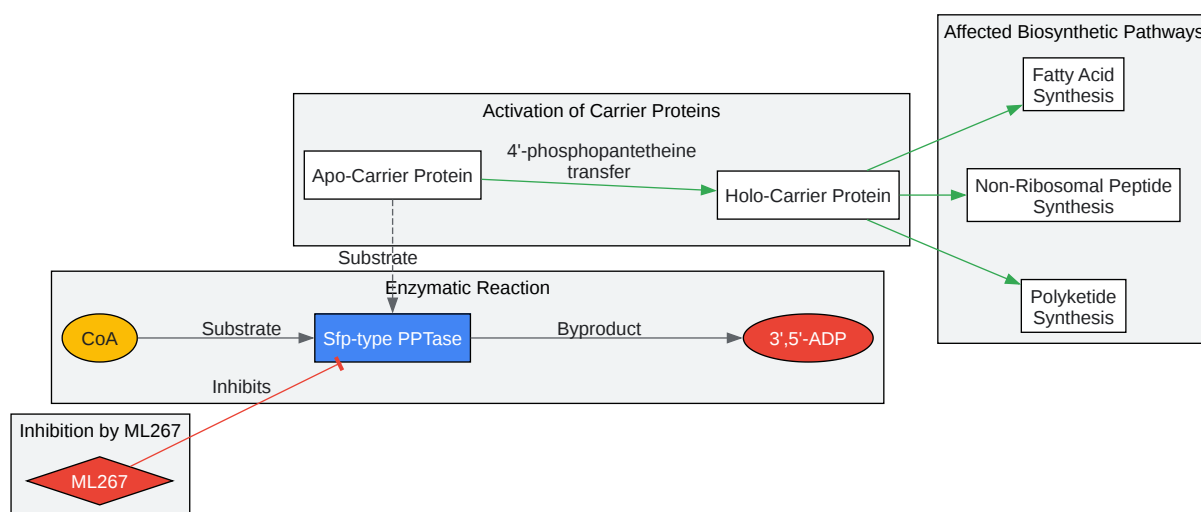 Affected Biosynthetic Pathways
Fatty Acid
Synthesis
Activation of Carrier Proteins
4'-phosphopantetheine
transfer
Apo-Carrier Protein
Holo-Carrier Protein
Non-Ribosomal Peptide
Synthesis
Substrate
Enzymatic Reaction
Polyketide
Synthesis
CoA
Substrate
Sfp-type PPTase
Byproduct
3',5'-ADP
Inhibits
Inhibition by ML267
ML267